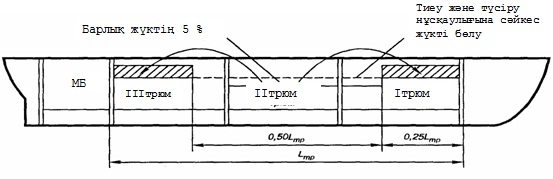 Барлық жүктің 5 %
Тиеу және түсіру
нұсқаулығына сәйкес
жүкті бөлу
МБ
IIIтрюм
IIтрюм
Iтрюм
0,50Lтр
0,25Lтр
Lтр